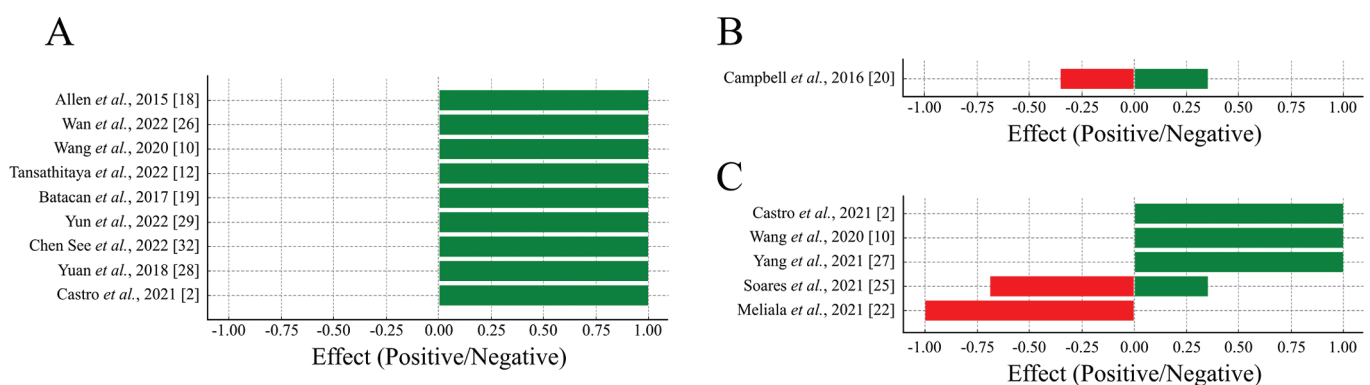 A
Allen et al., 2015 [18]
Wan et al., 2022 [26]
Wang et al., 2020 [10]
Tansathitaya et al., 2022 [12]
Batacan et al., 2017 [19]
Yun et al., 2022 [29]
Chen See et al., 2022 [32]
Yuan et al., 2018 [28]
Castro et al., 2021 [2]
-1.00 -0.75 -0.50 -0.25 0.00 0.25 0.50 0.75 1.00
Effect (Positive/Negative)
B
Campbell et al., 2016 [20]
-1.00 -0.75 -0.50 -0.25 0.00 0.25 0.50 0.75 1.00
Effect (Positive/Negative)
C
Castro et al., 2021 [2]
Wang et al., 2020 [10]
Yang et al., 2021 [27]
Soares et al., 2021 [25]
Meliala et al., 2021 [22]
-1.00 -0.75 -0.50 -0.25 0.00 0.25 0.50 0.75 1.00
Effect (Positive/Negative)